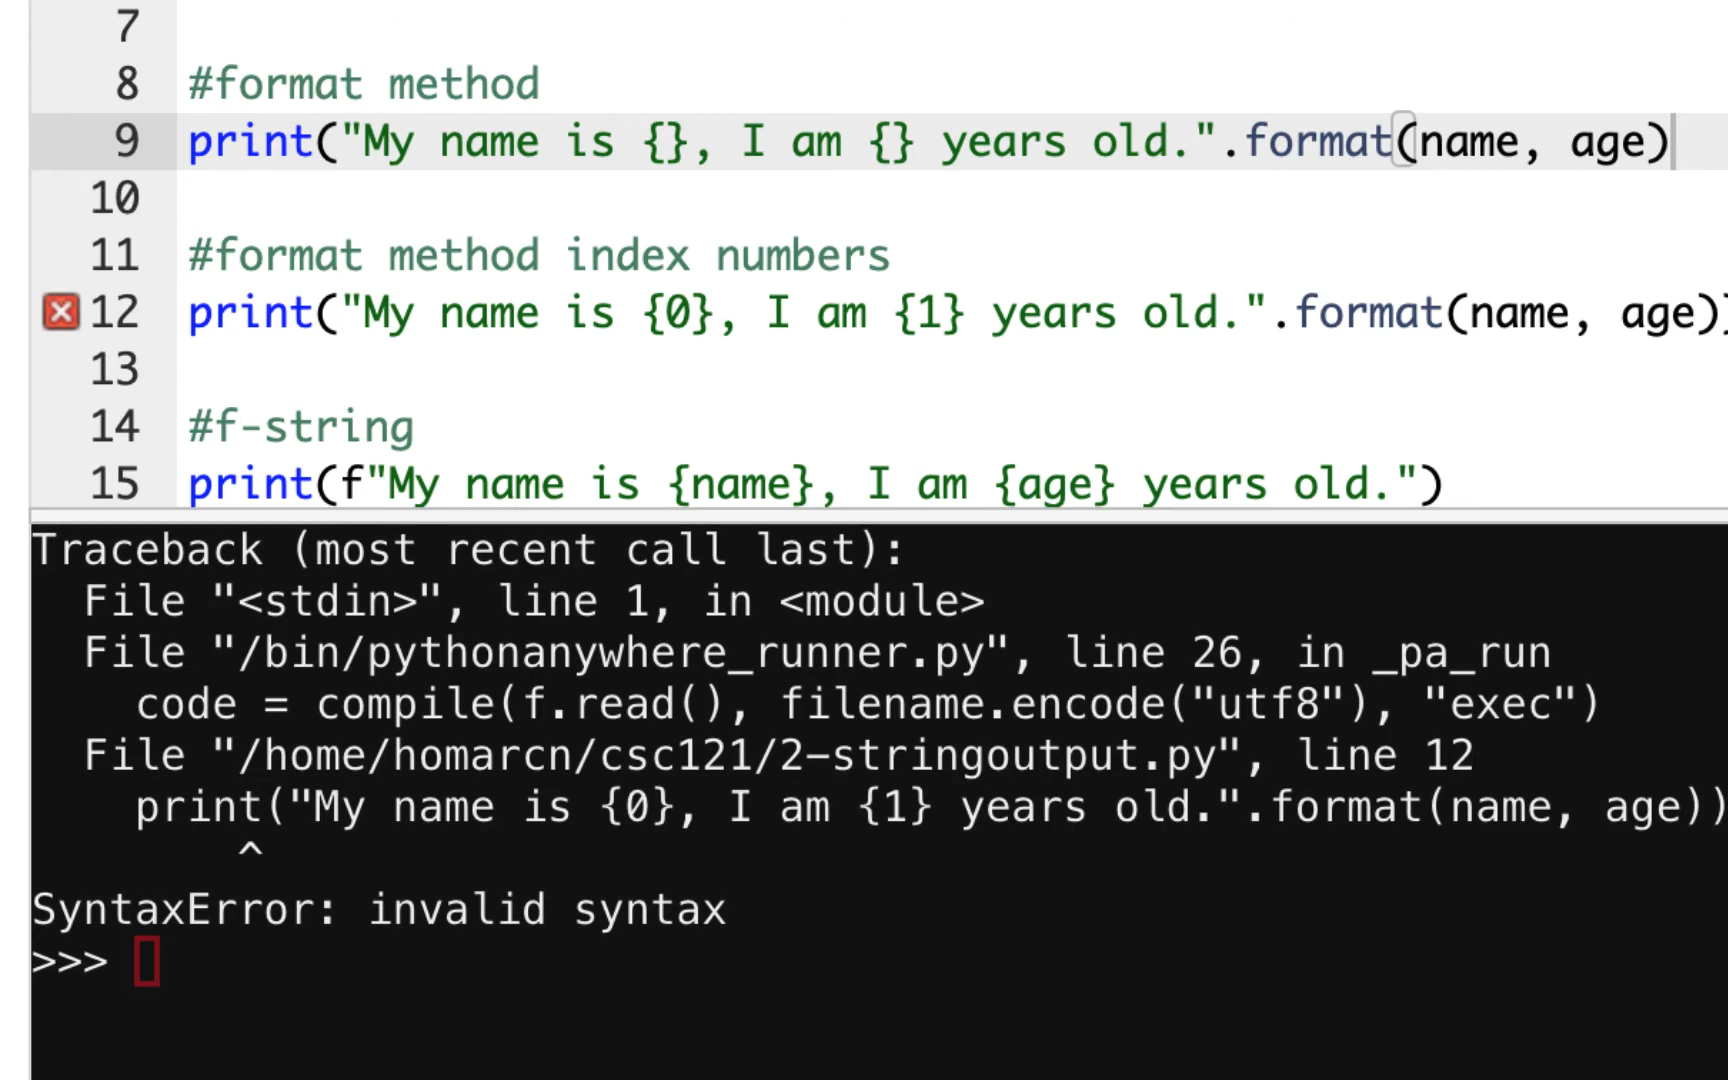 7
8 #format method
9 print("My name is {}, I am {} years old.".format(name, age)
10
11 #format method index numbers
12 print("My name is {0}, I am {1} years old.".format(name, age))
13
14 #f-string
15 print(f"My name is {name}, I am {age} years old.")
Traceback (most recent call last):
  File "<stdin>", line 1, in <module>
  File "/bin/pythonanywhere_runner.py", line 26, in _pa_run
    code = compile(f.read(), filename.encode("utf8"), "exec")
  File "/home/homarcn/csc121/2-stringoutput.py", line 12
    print("My name is {0}, I am {1} years old.".format(name, age))
        ^
SyntaxError: invalid syntax
>>>